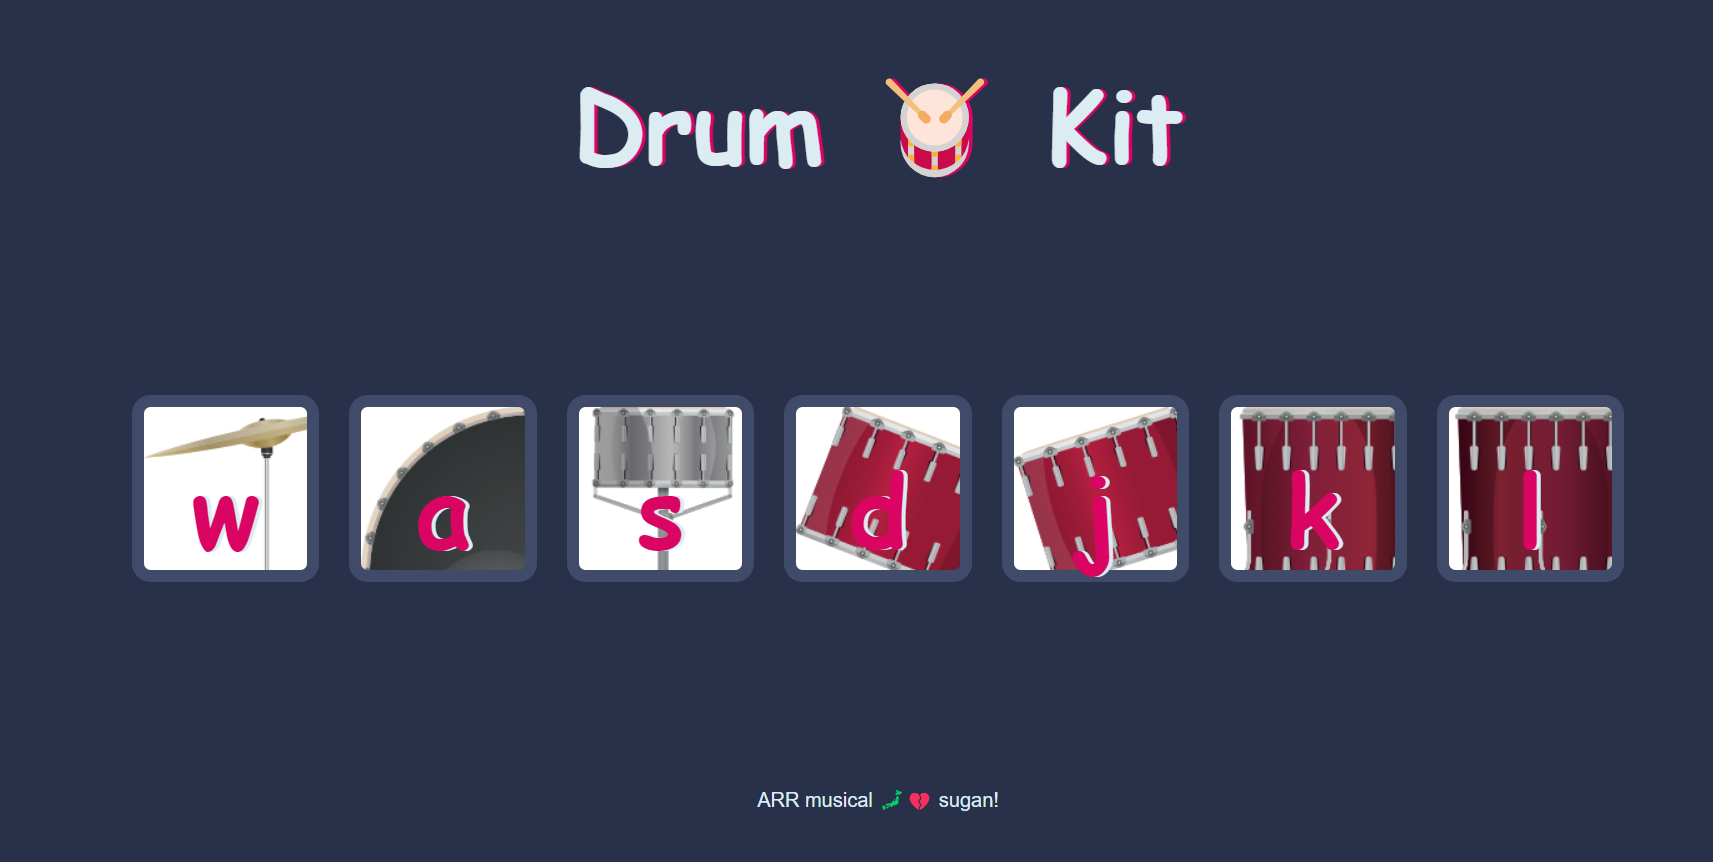 Drum 🥁 Kit
w a s d j k l
ARR musical 🗾💔 sugan!